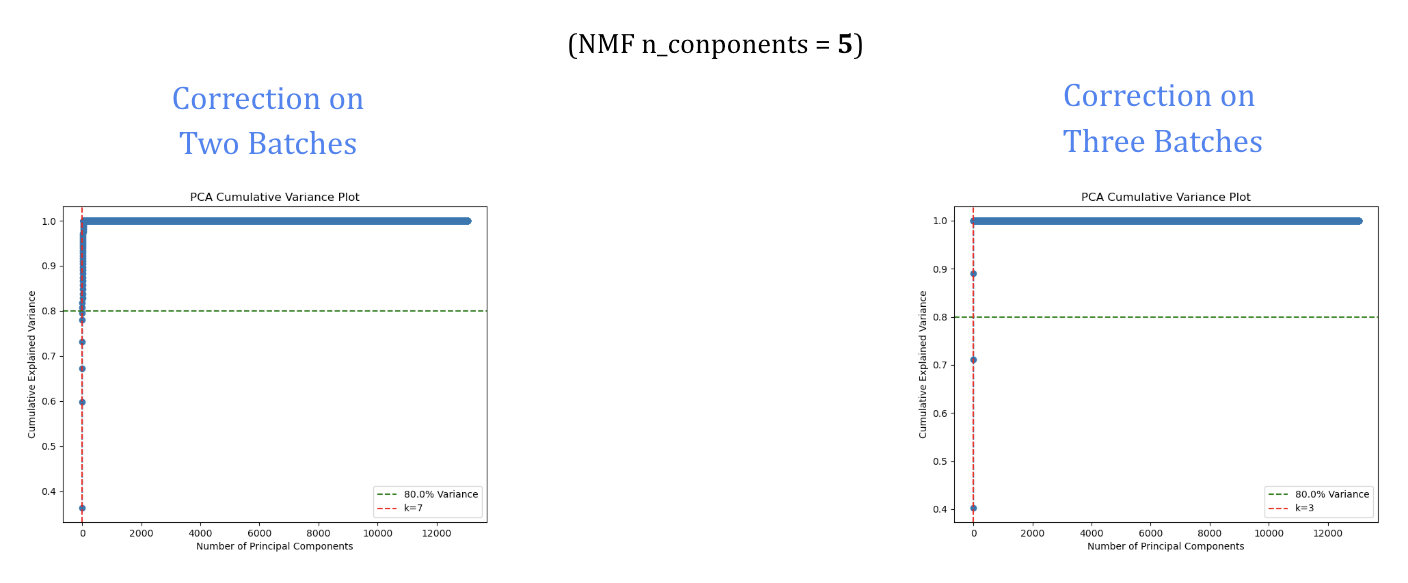 (NMF n_conponents = 5)
Correction on
Two Batches
Correction on
Three Batches
PCA Cumulative Variance Plot
1.0
0.9
0.8
0.7
0.6
0.5
0.4
Cumulative Explained Variance
80.0% Variance
k=7
0
2000
4000
6000
8000
10000
12000
Number of Principal Components
PCA Cumulative Variance Plot
1.0
0.9
0.8
0.7
0.6
0.5
0.4
Cumulative Explained Variance
80.0% Variance
k=3
0
2000
4000
6000
8000
10000
12000
Number of Principal Components